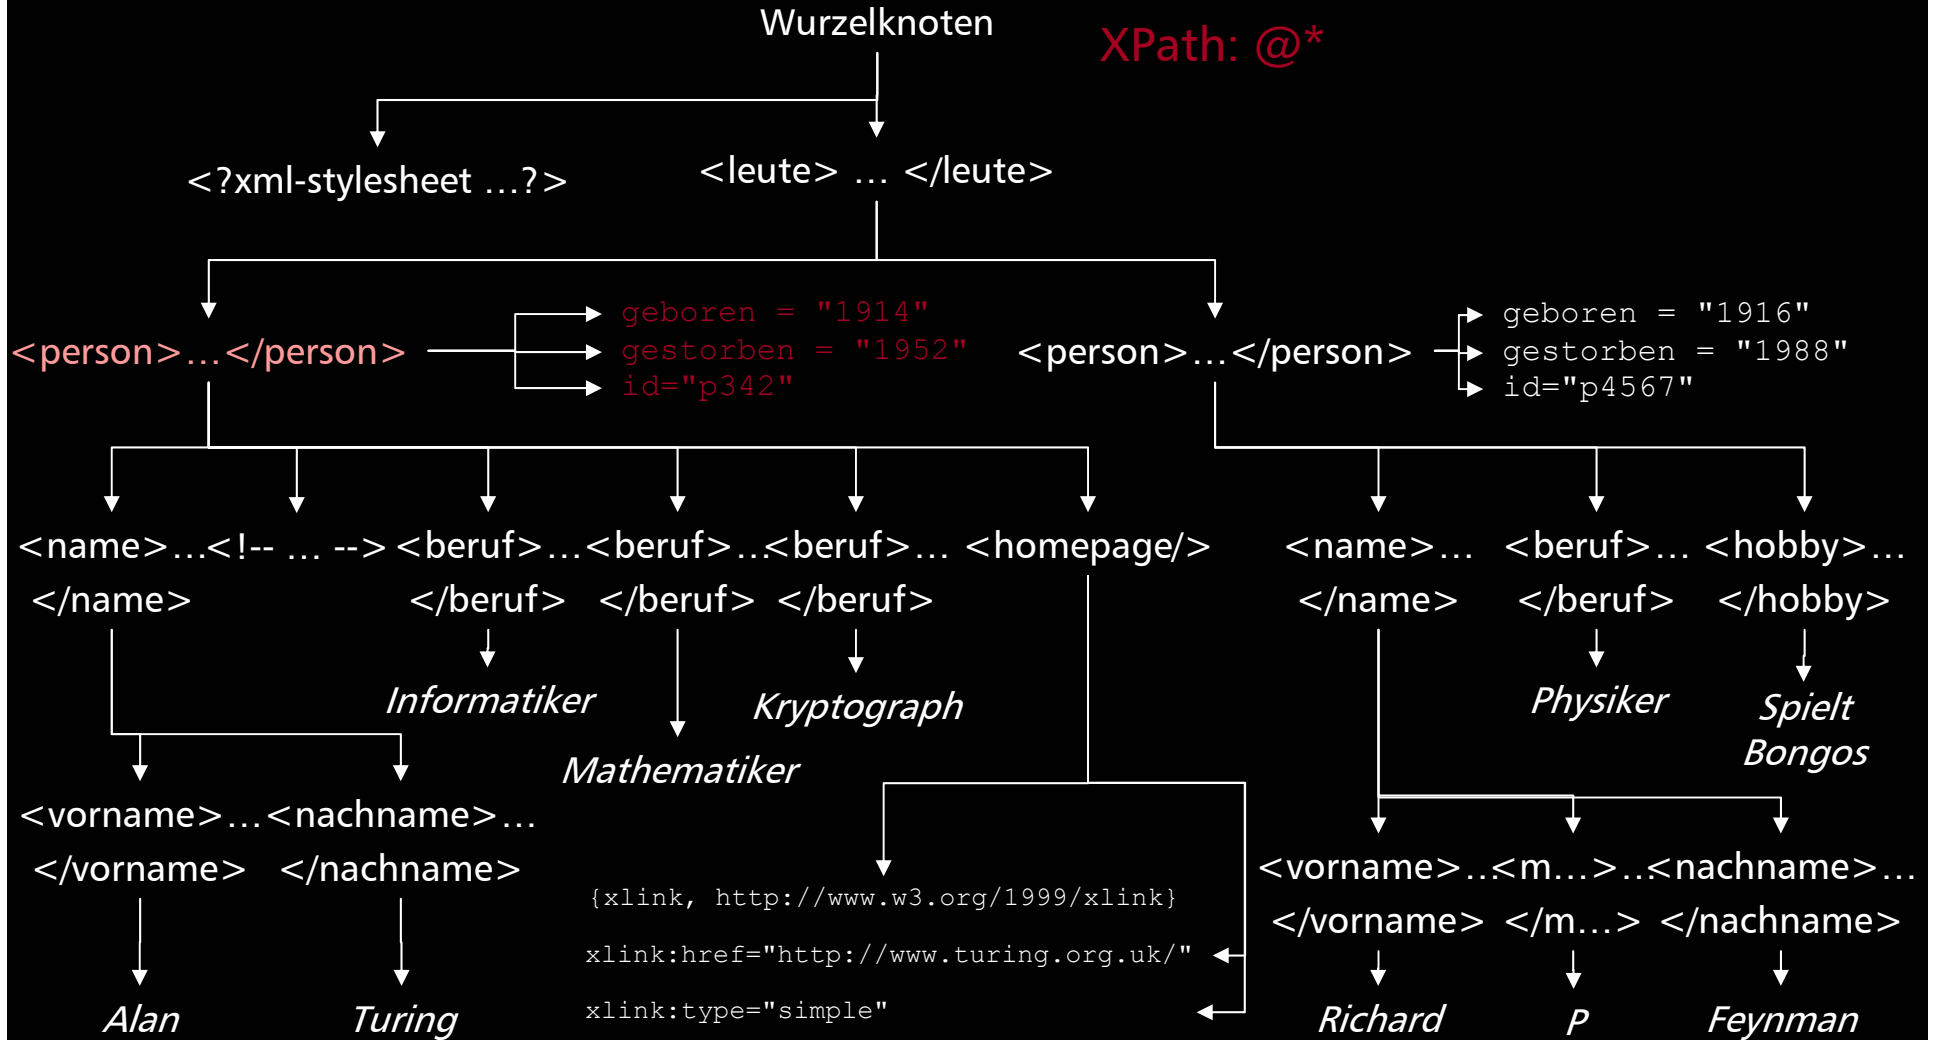 Wurzelknoten
XPath: @*
<?xml-stylesheet …?>
<leute> … </leute>
<person>…</person>
geboren = "1914"
gestorben = "1952"
id="p342"
<person>…</person>
geboren = "1916"
gestorben = "1988"
id="p4567"
<name>…
</name>
<!-- … -->
<beruf>…
</beruf>
<beruf>…
</beruf>
<beruf>…
</beruf>
<homepage/>
<name>…
</name>
<beruf>…
</beruf>
<hobby>…
</hobby>
Informatiker
Mathematiker
Kryptograph
Physiker
Spielt
Bongos
<vorname>…
</vorname>
<nachname>…
</nachname>
{xlink, http://www.w3.org/1999/xlink}
xlink:href="http://www.turing.org.uk/"
xlink:type="simple"
<vorname>…
</vorname>
<m…>…
</m…>
<nachname>…
</nachname>
Alan
Turing
Richard
P
Feynman